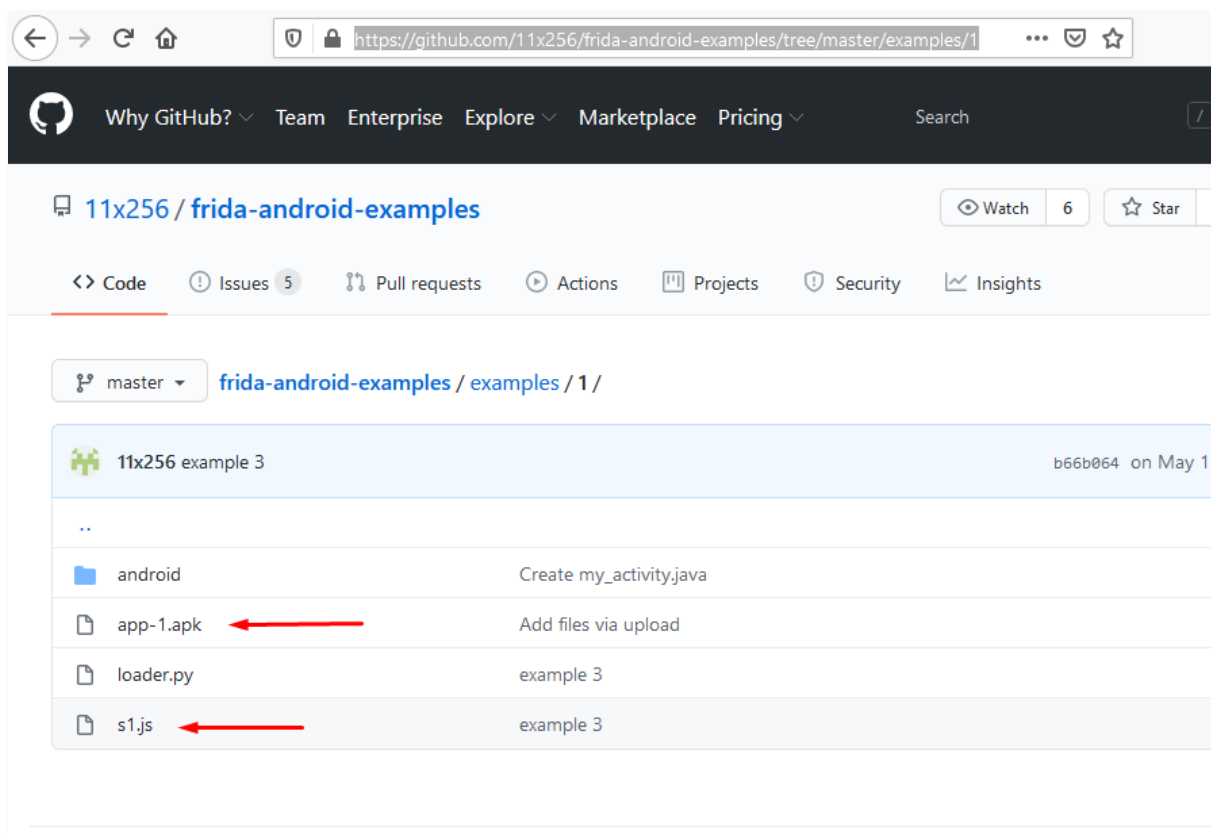 https://github.com/11x256/frida-android-examples/tree/master/examples/1
Why GitHub? Team Enterprise Explore Marketplace Pricing Search /
11x256 / frida-android-examples Watch 6 Star
<> Code Issues 5 Pull requests Actions Projects Security Insights
master frida-android-examples / examples / 1 /
11x256 example 3 b66b064 on May 1
..
android Create my_activity.java
app-1.apk Add files via upload
loader.py example 3
s1.js example 3